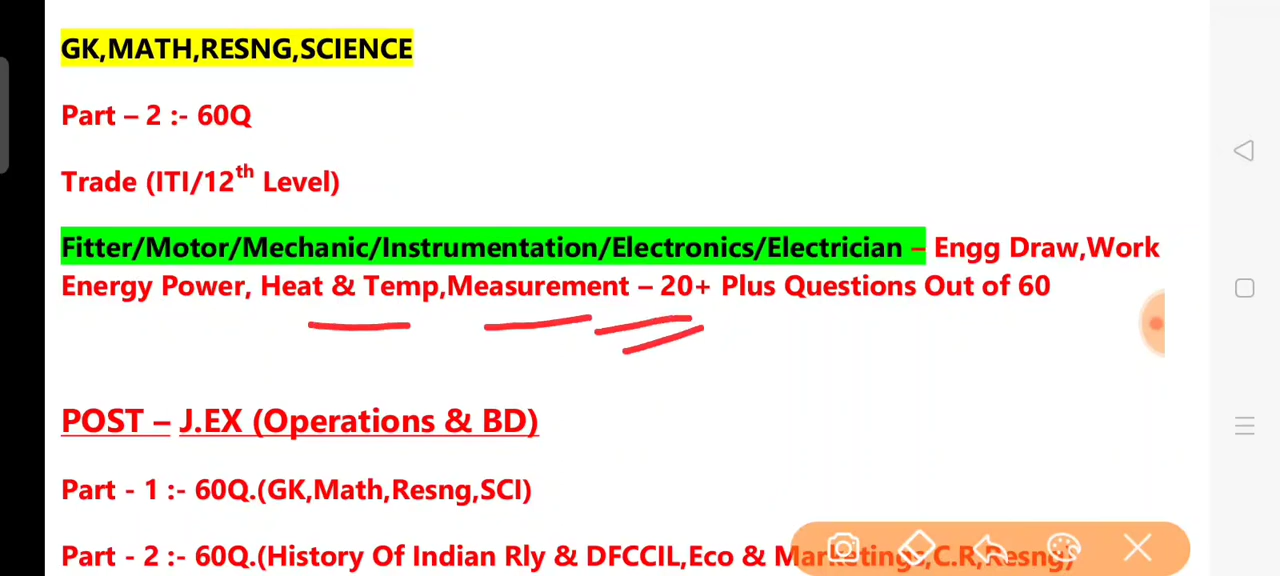 GK,MATH,RESNG,SCIENCE
Part – 2 :- 60Q
Trade (ITI/12th Level)
Fitter/Motor/Mechanic/Instrumentation/Electronics/Electrician – Engg Draw,Work
Energy Power, Heat & Temp,Measurement – 20+ Plus Questions Out of 60
POST – J.EX (Operations & BD)
Part - 1 :- 60Q.(GK,Math,Resng,SCI)
Part - 2 :- 60Q.(History Of Indian Rly & DFCCIL,Eco & Marketing,C.R,Resng)